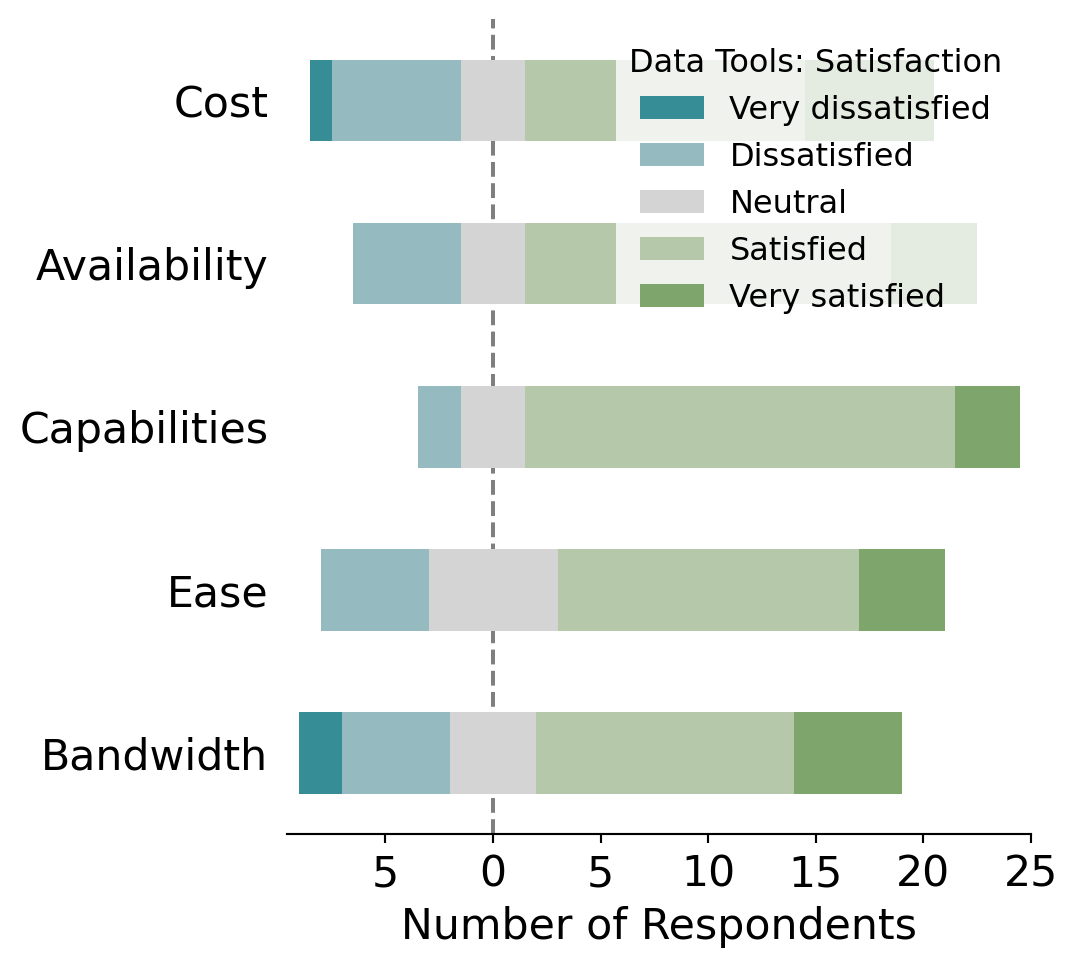 Data Tools: Satisfaction
Very dissatisfied
Dissatisfied
Neutral
Satisfied
Very satisfied
Cost
Availability
Capabilities
Ease
Bandwidth
5 0 5 10 15 20 25
Number of Respondents